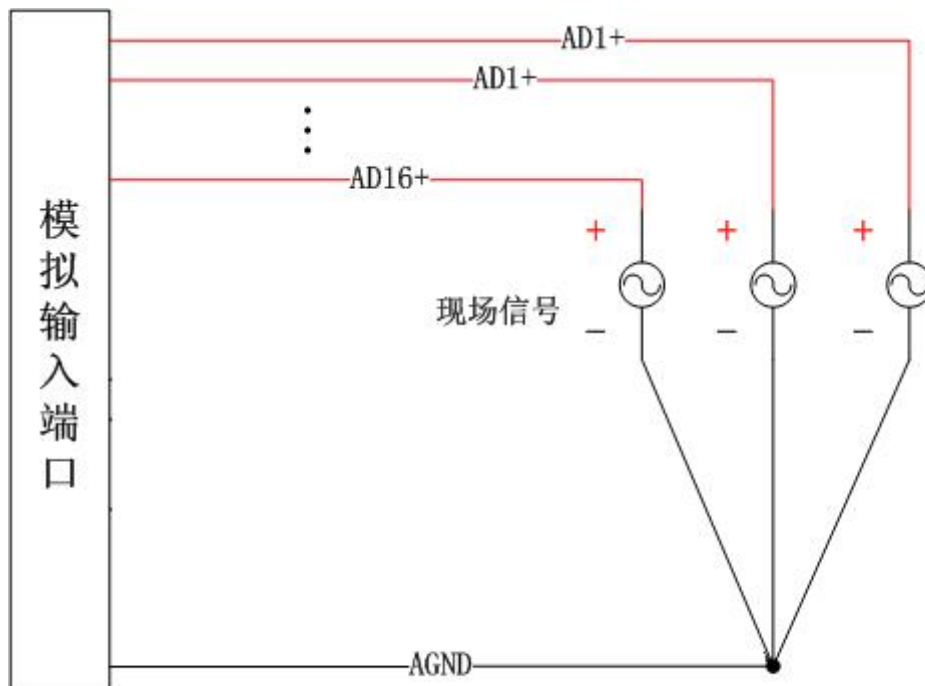 AD1+
AD1+
AD16+
模拟输入端口
+ + +
现场信号
− − −
AGND